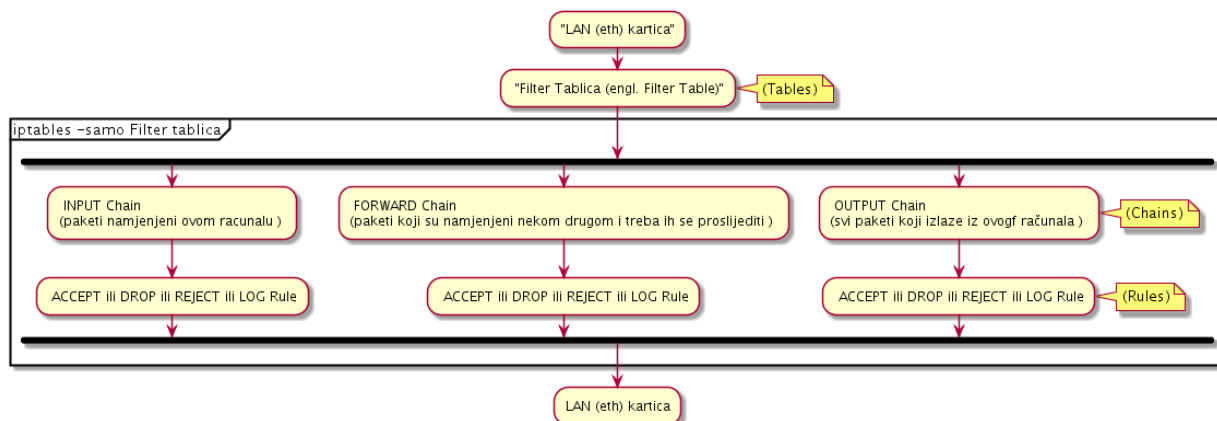 "LAN (eth) kartica"
"Filter Tablica (engl. Filter Table)"
(Tables)
iptables -samo Filter tablica
INPUT Chain
(paketi namjenjeni ovom racunalu )
FORWARD Chain
(paketi koji su namjenjeni nekom drugom i treba ih se proslijediti )
OUTPUT Chain
(svi paketi koji izlaze iz ovogf računala )
(Chains)
ACCEPT ili DROP ili REJECT ili LOG Rule
ACCEPT ili DROP ili REJECT ili LOG Rule
ACCEPT ili DROP ili REJECT ili LOG Rule
(Rules)
LAN (eth) kartica